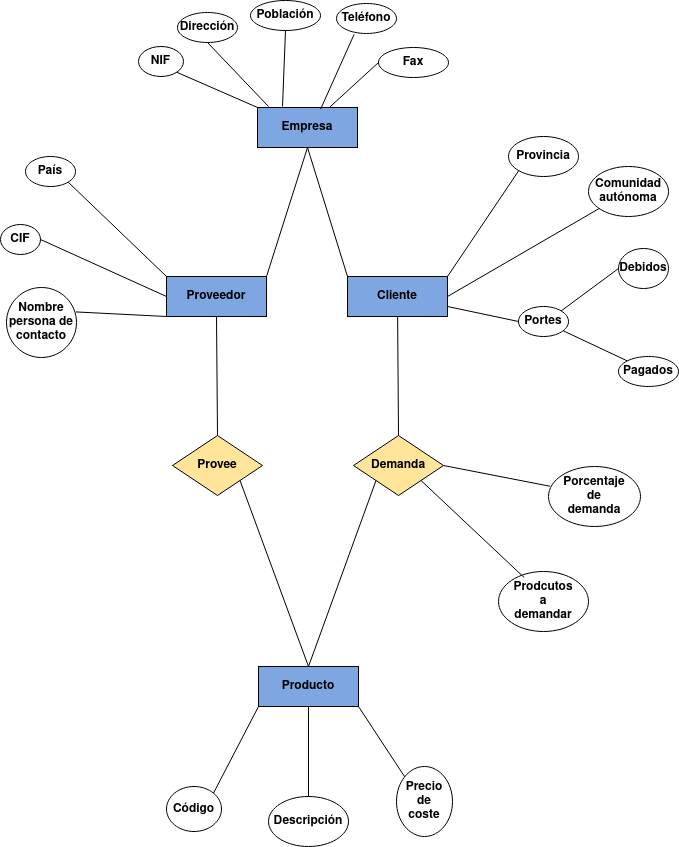 Población
Teléfono
Dirección
NIF
Fax
Empresa
Provincia
País
Comunidad
autónoma
CIF
Debidos
Proveedor
Cliente
Nombre
persona de
contacto
Portes
Pagados
Provee
Demanda
Porcentaje
de
demanda
Prodcutos
a
demandar
Producto
Precio
de
coste
Código
Descripción